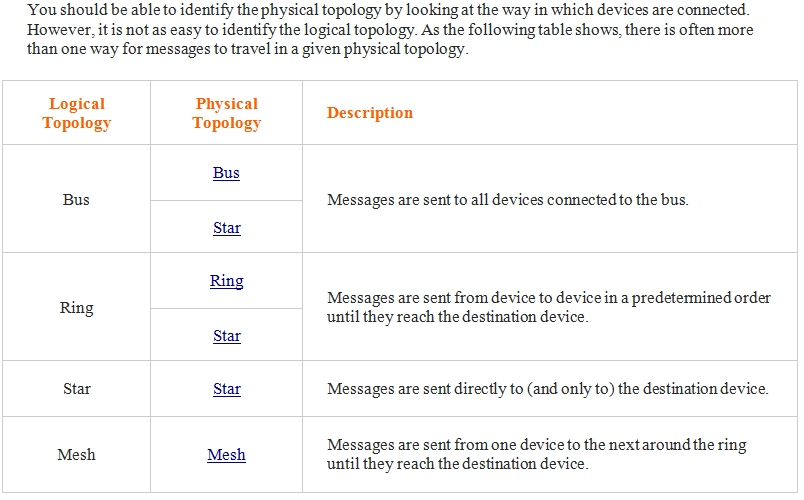 You should be able to identify the physical topology by looking at the way in which devices are connected.
However, it is not as easy to identify the logical topology. As the following table shows, there is often more
than one way for messages to travel in a given physical topology.
Logical
Topology
Physical
Topology
Description
Bus
Bus
Star
Messages are sent to all devices connected to the bus.
Ring
Ring
Star
Messages are sent from device to device in a predetermined order
until they reach the destination device.
Star
Star
Messages are sent directly to (and only to) the destination device.
Mesh
Mesh
Messages are sent from one device to the next around the ring
until they reach the destination device.